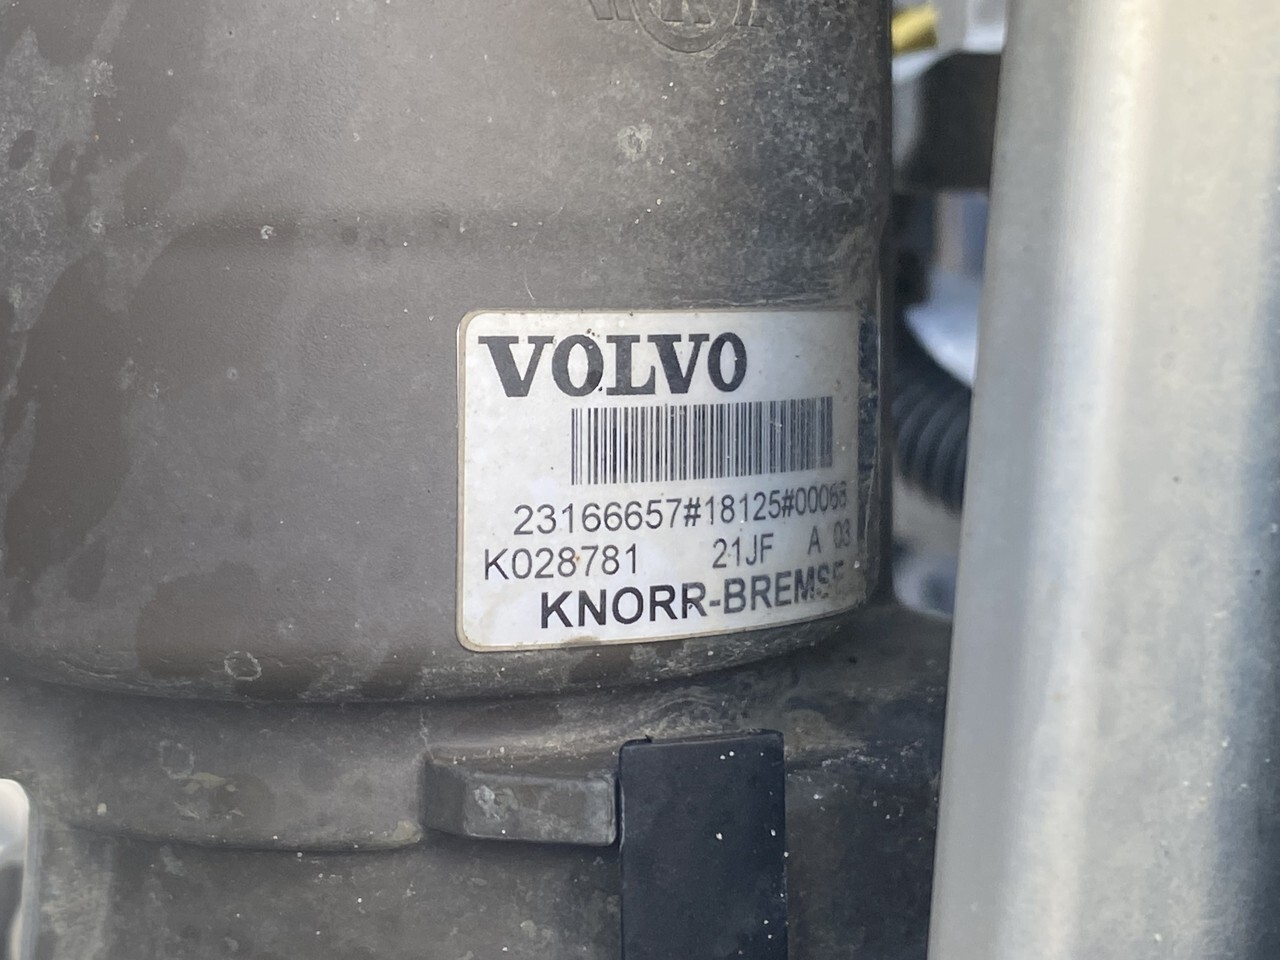 VOLVO
23166657#18125#00068
K028781 21JF A 03
KNORR-BREMSE